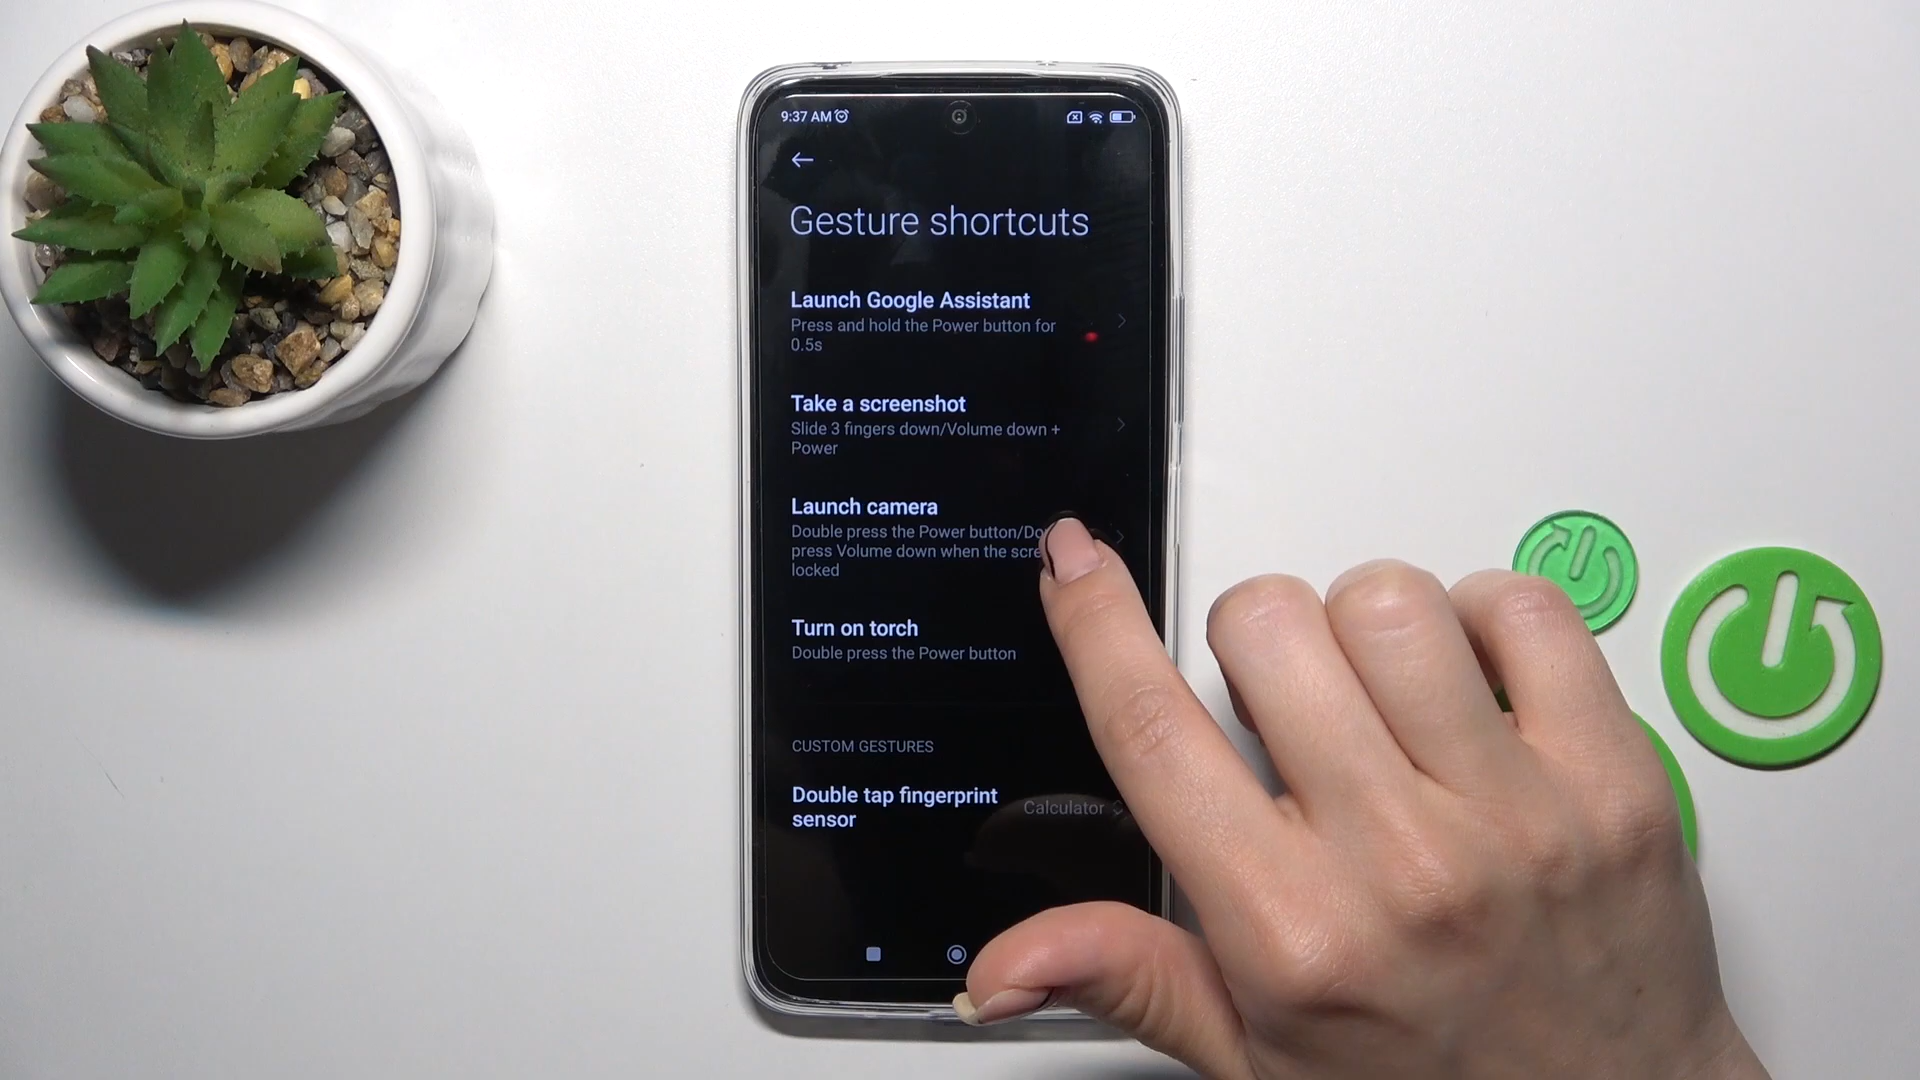 9:37 AM
Gesture shortcuts
Launch Google Assistant
Press and hold the Power button for
0.5s
Take a screenshot
Slide 3 fingers down/Volume down +
Power
Launch camera
Double press the Power button/Do
press Volume down when the scre
locked
Turn on torch
Double press the Power button
CUSTOM GESTURES
Double tap fingerprint
sensor
Calculator